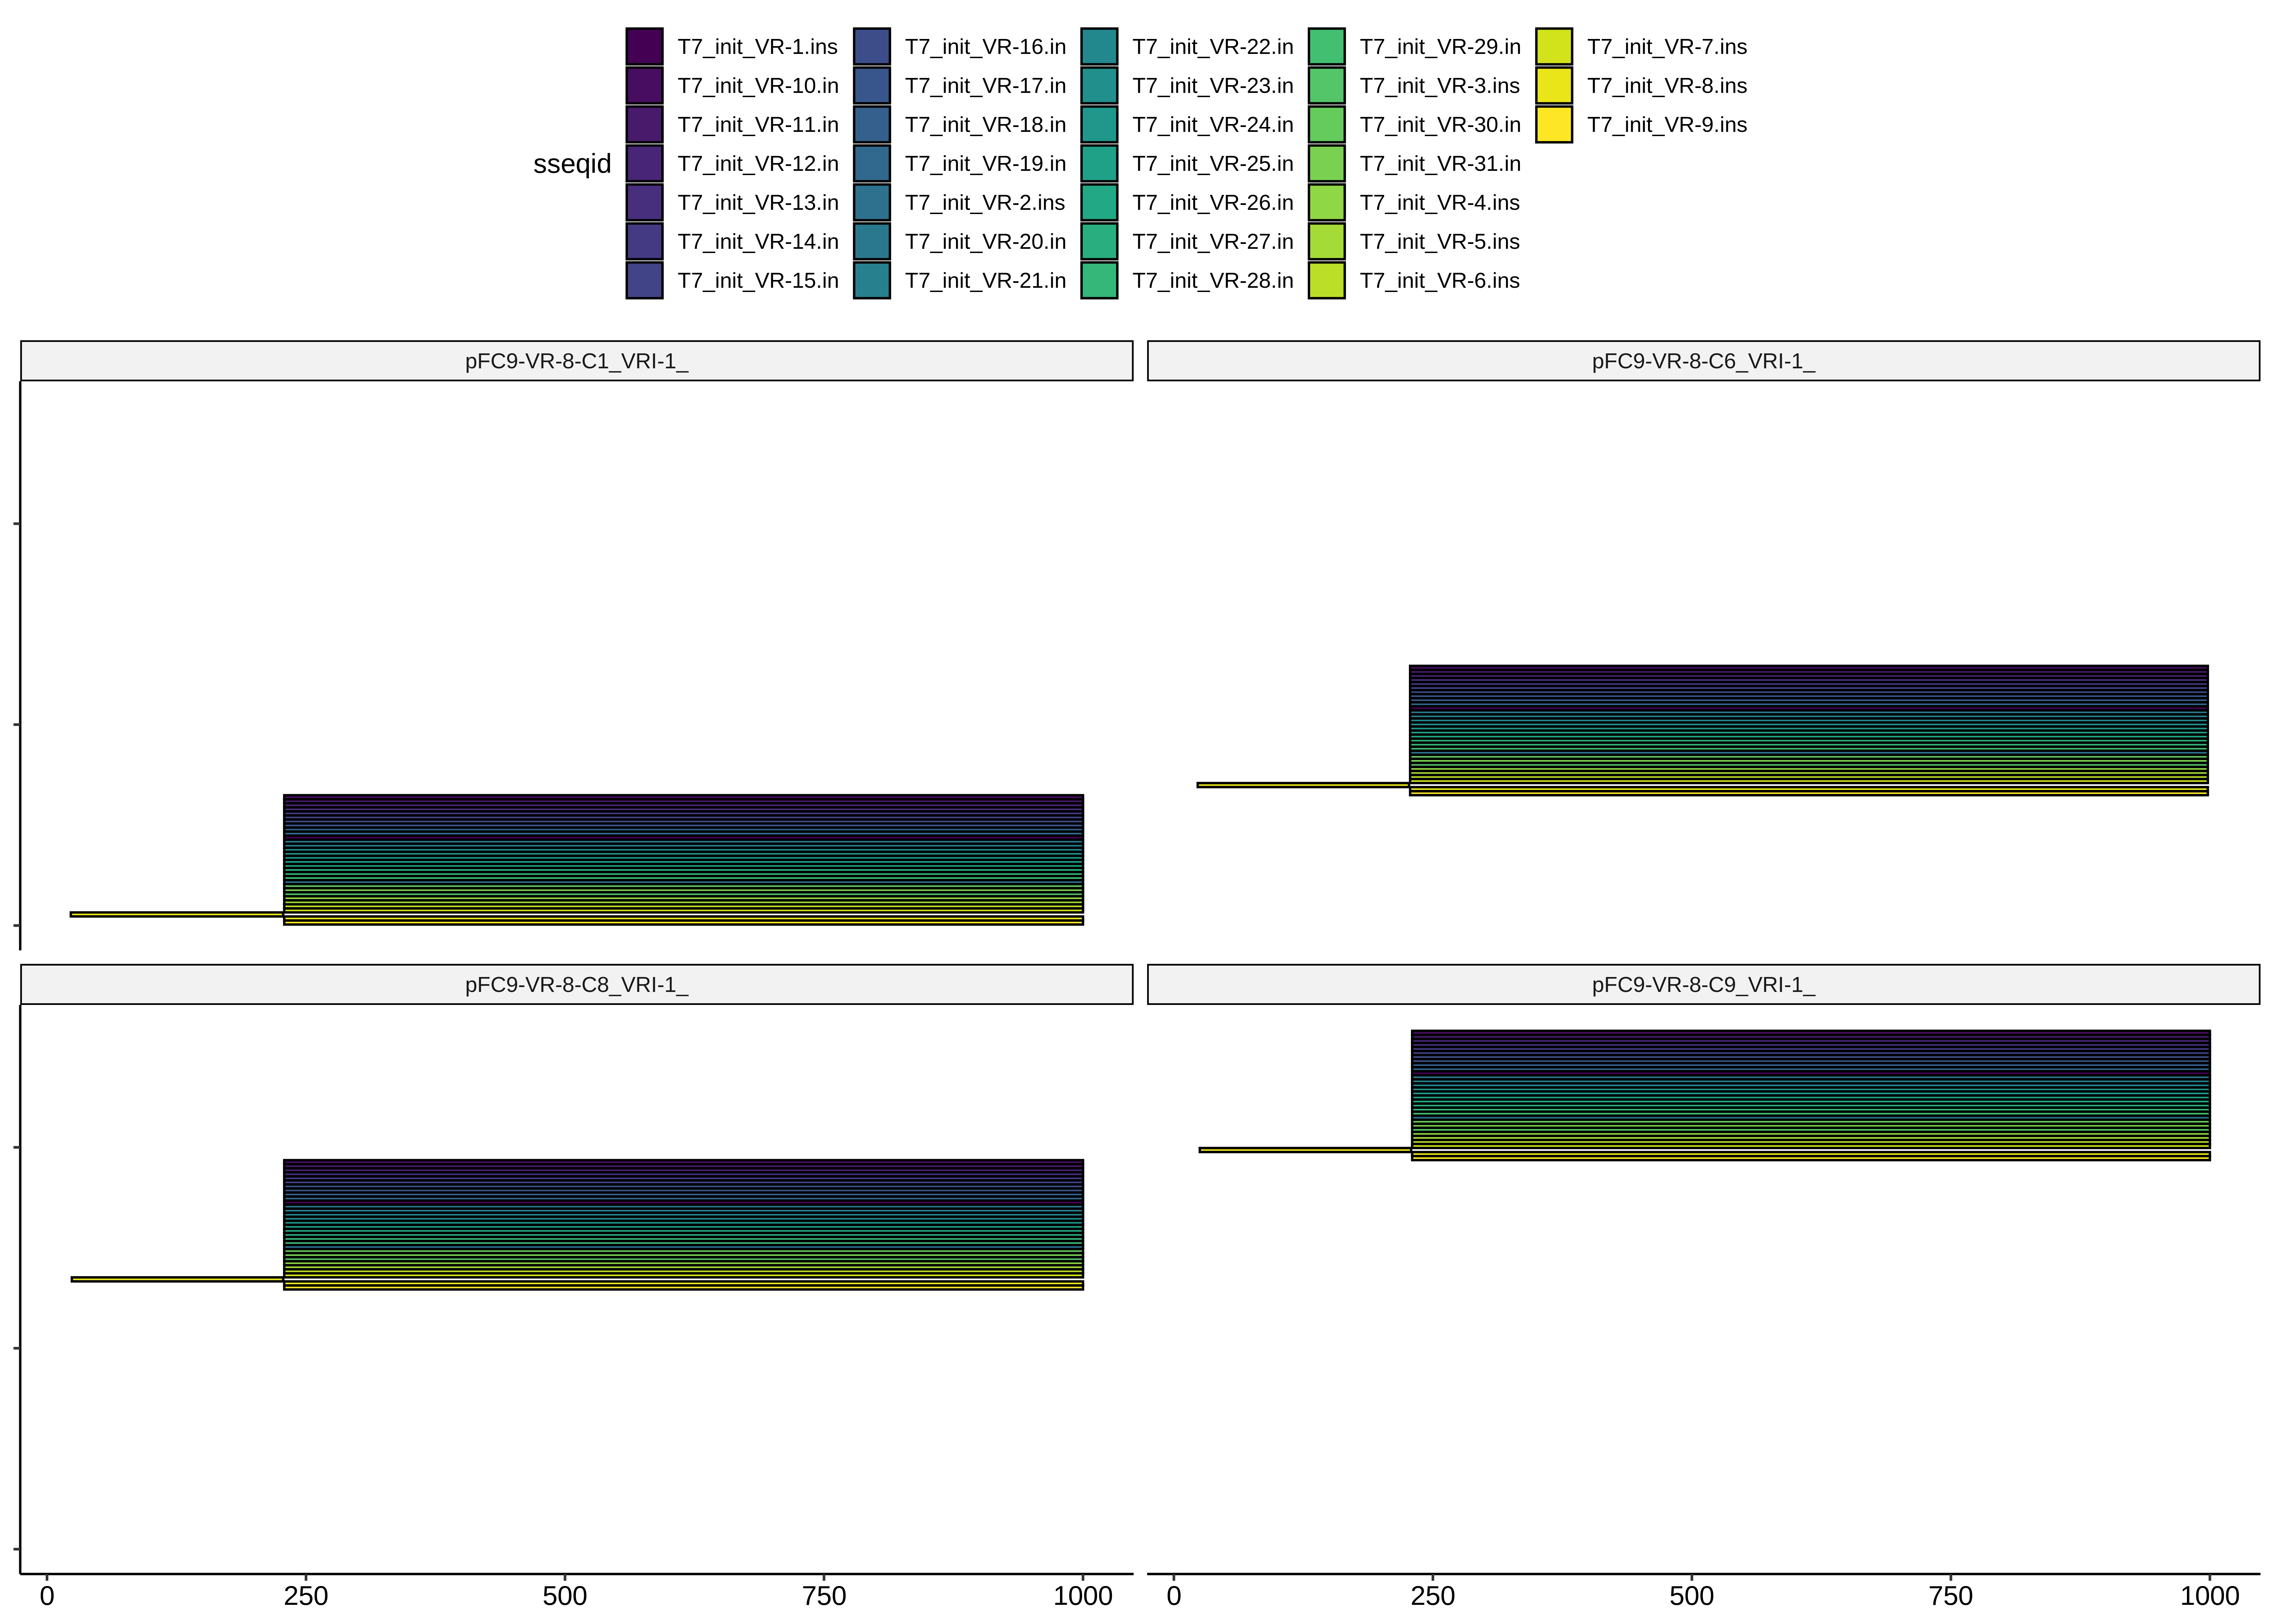 T7_init_VR-1.ins T7_init_VR-16.in T7_init_VR-22.in T7_init_VR-29.in T7_init_VR-7.ins
T7_init_VR-10.in T7_init_VR-17.in T7_init_VR-23.in T7_init_VR-3.ins T7_init_VR-8.ins
T7_init_VR-11.in T7_init_VR-18.in T7_init_VR-24.in T7_init_VR-30.in T7_init_VR-9.ins
sseqid T7_init_VR-12.in T7_init_VR-19.in T7_init_VR-25.in T7_init_VR-31.in
T7_init_VR-13.in T7_init_VR-2.ins T7_init_VR-26.in T7_init_VR-4.ins
T7_init_VR-14.in T7_init_VR-20.in T7_init_VR-27.in T7_init_VR-5.ins
T7_init_VR-15.in T7_init_VR-21.in T7_init_VR-28.in T7_init_VR-6.ins
pFC9-VR-8-C1_VRI-1_ pFC9-VR-8-C6_VRI-1_
pFC9-VR-8-C8_VRI-1_ pFC9-VR-8-C9_VRI-1_
0 250 500 750 1000 0 250 500 750 1000